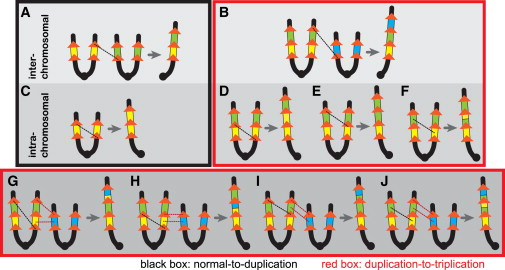 A
B
inter-
chromosomal
C
D
E
F
intra-
chromosomal
G
H
I
J
black box: normal-to-duplication
red box: duplication-to-triplication